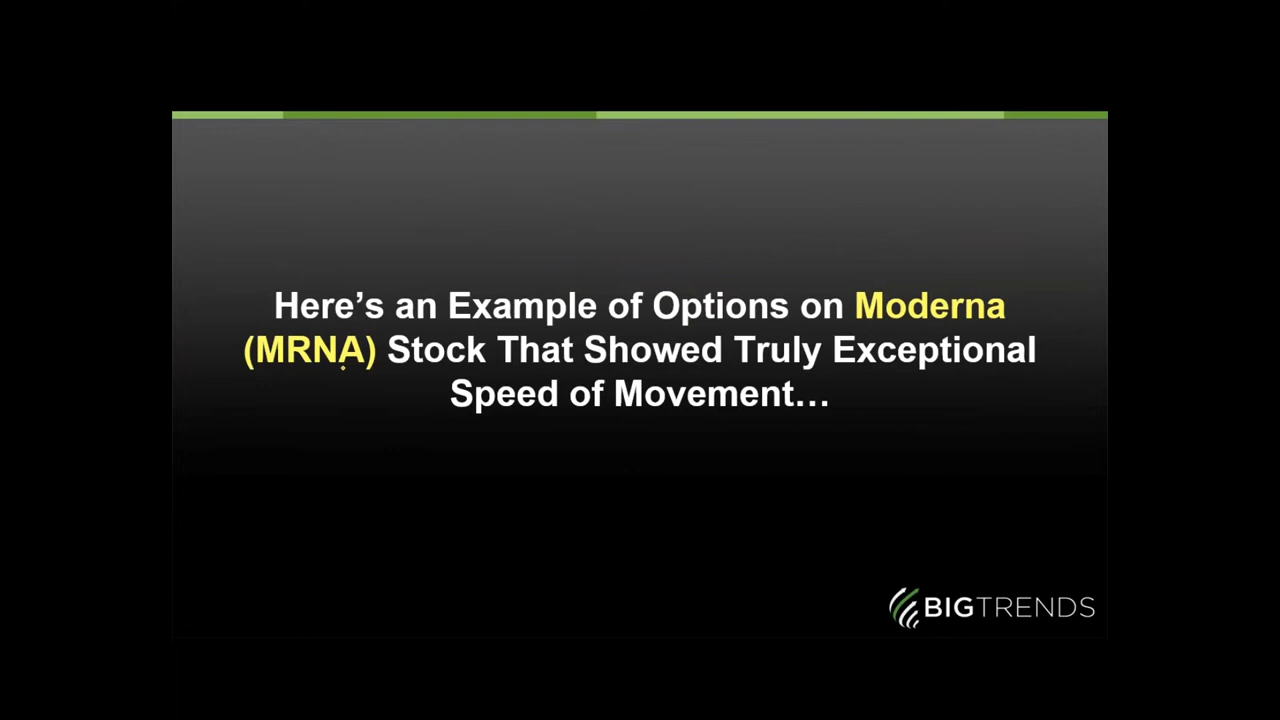 Here’s an Example of Options on Moderna
(MRNA) Stock That Showed Truly Exceptional
Speed of Movement…
BIGTRENDS